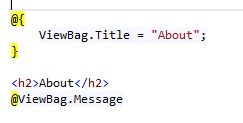 @{
    ViewBag.Title = "About";
}

<h2>About</h2>
@ViewBag.Message